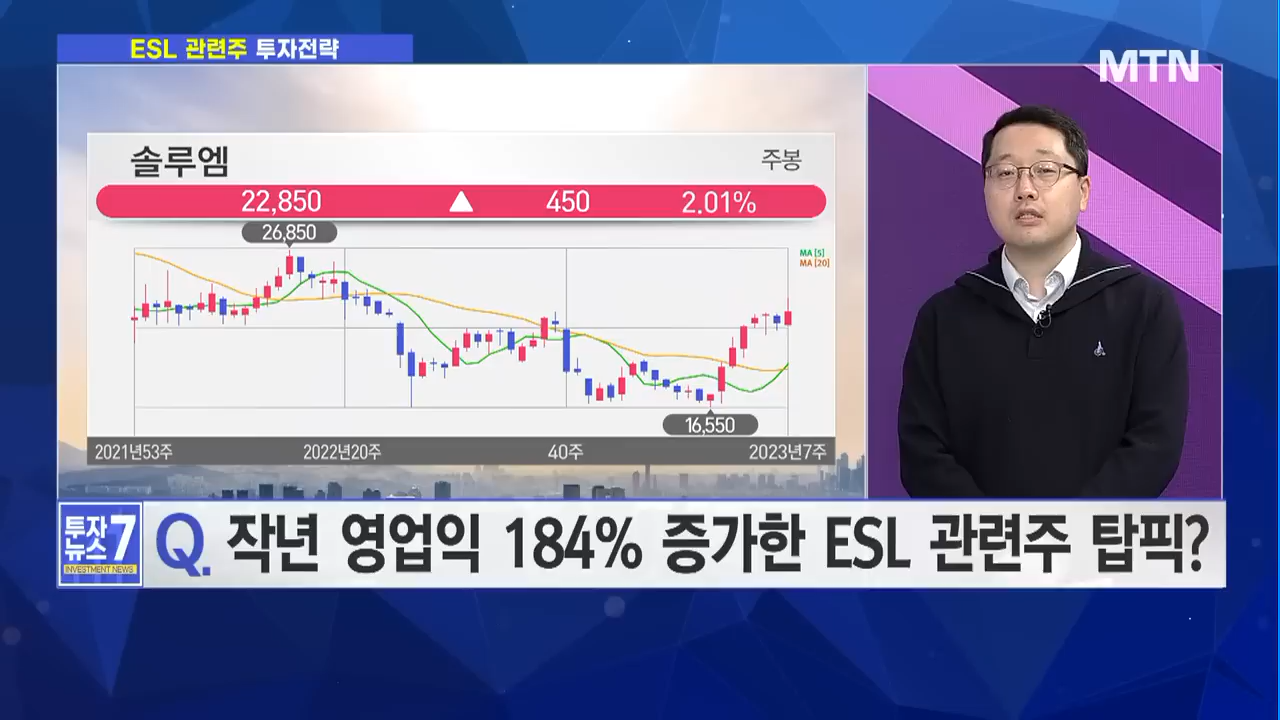 ESL 관련주 투자전략
MTN
솔루엠
주봉
22,850 ▲ 450 2.01%
26,850
MA [5]
MA [20]
16,550
2021년53주 2022년20주 40주 2023년7주
투자
뉴스7
INVESTMENT NEWS
Q. 작년 영업익 184% 증가한 ESL 관련주 탑픽?